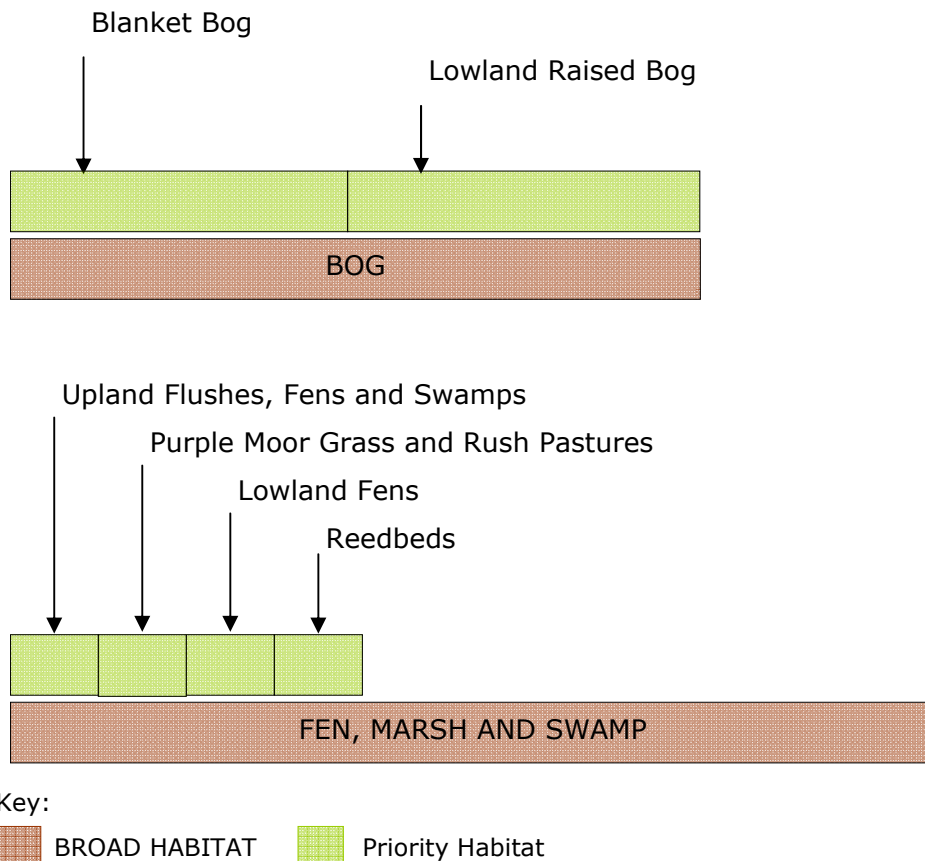 Blanket Bog
Lowland Raised Bog
BOG
Upland Flushes, Fens and Swamps
Purple Moor Grass and Rush Pastures
Lowland Fens
Reedbeds
FEN, MARSH AND SWAMP
Key:
BROAD HABITAT Priority Habitat